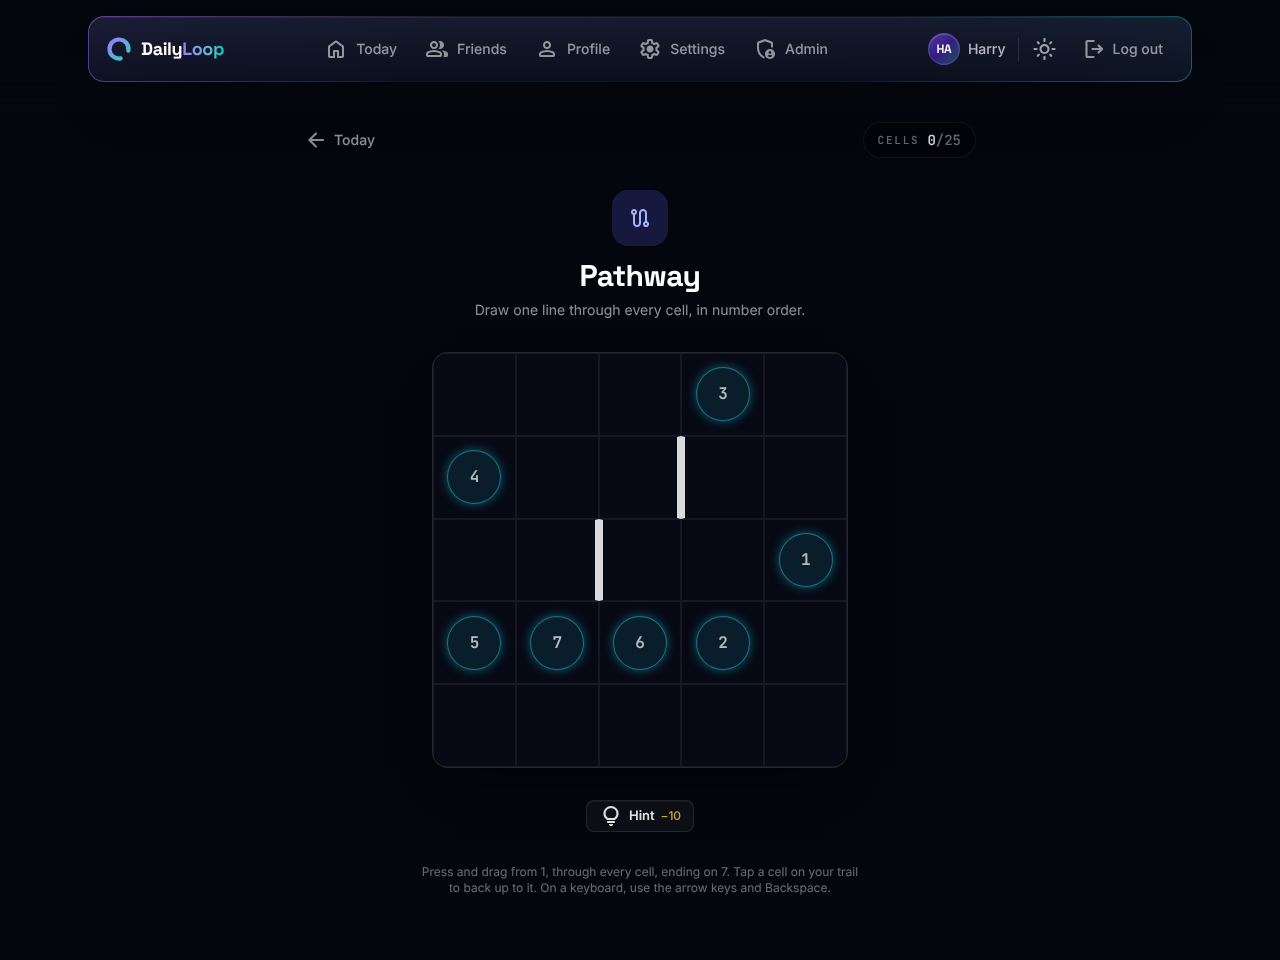 DailyLoop
Today
Friends
Profile
Settings
Admin
HA
Harry
Log out
Today
CELLS 0/25
Pathway
Draw one line through every cell, in number order.
3
4
1
5 7 6 2
Hint −10
Press and drag from 1, through every cell, ending on 7. Tap a cell on your trail
to back up to it. On a keyboard, use the arrow keys and Backspace.